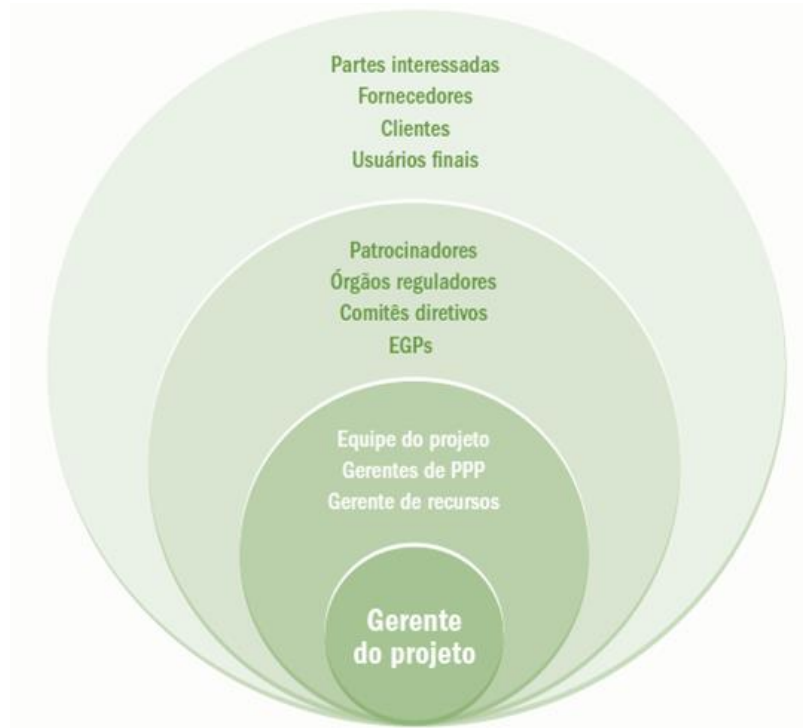 Partes interessadas
Fornecedores
Clientes
Usuários finais
Patrocinadores
Órgãos reguladores
Comitês diretivos
EGPs
Equipe do projeto
Gerentes de PPP
Gerente de recursos
Gerente
do projeto